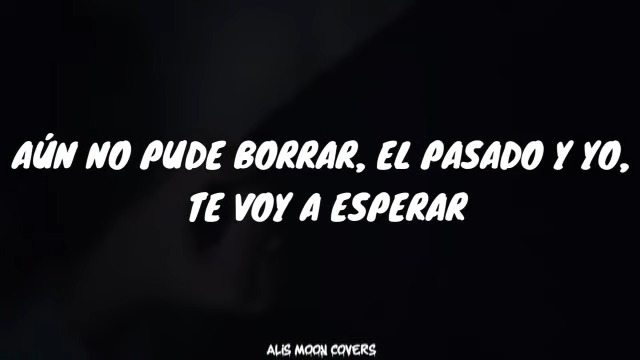 AÚN NO PUDE BORRAR, EL PASADO Y YO,
TE VOY A ESPERAR
ALIS MOON COVERS